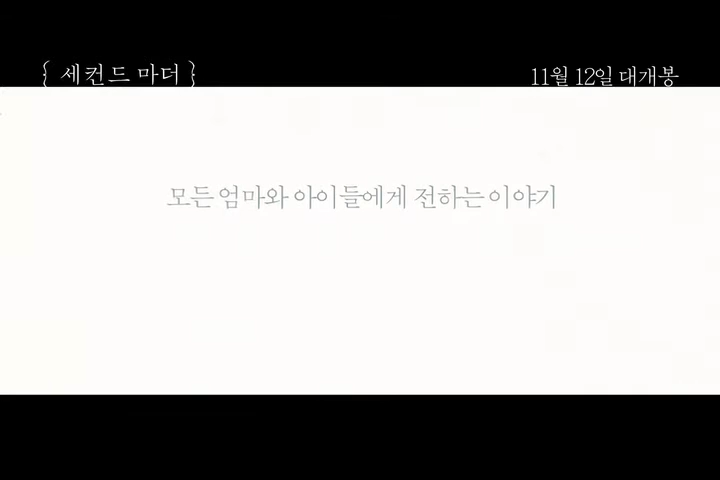 { 세컨드 마더 }
11월 12일 대개봉
모든 엄마와 아이들에게 전하는 이야기